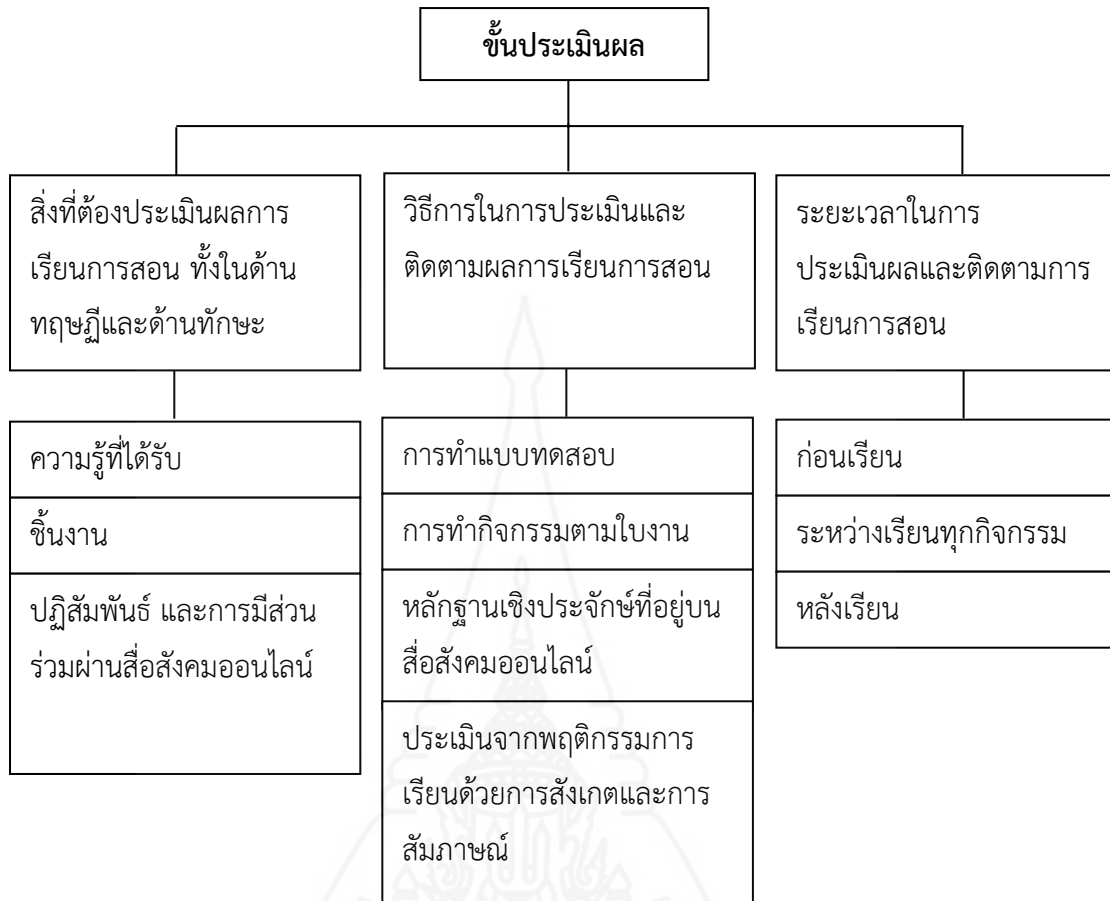 ขั้นประเมินผล
สิ่งที่ต้องประเมินผลการ
เรียนการสอน ทั้งในด้าน
ทฤษฎีและด้านทักษะ
วิธีการในการประเมินและ
ติดตามผลการเรียนการสอน
ระยะเวลาในการ
ประเมินผลและติดตามการ
เรียนการสอน
ความรู้ที่ได้รับ
ชิ้นงาน
ปฏิสัมพันธ์ และการมีส่วน
ร่วมผ่านสื่อสังคมออนไลน์
การทำแบบทดสอบ
การทำกิจกรรมตามใบงาน
หลักฐานเชิงประจักษ์ที่อยู่บน
สื่อสังคมออนไลน์
ประเมินจากพฤติกรรมการ
เรียนด้วยการสังเกตและการ
สัมภาษณ์
ก่อนเรียน
ระหว่างเรียนทุกกิจกรรม
หลังเรียน